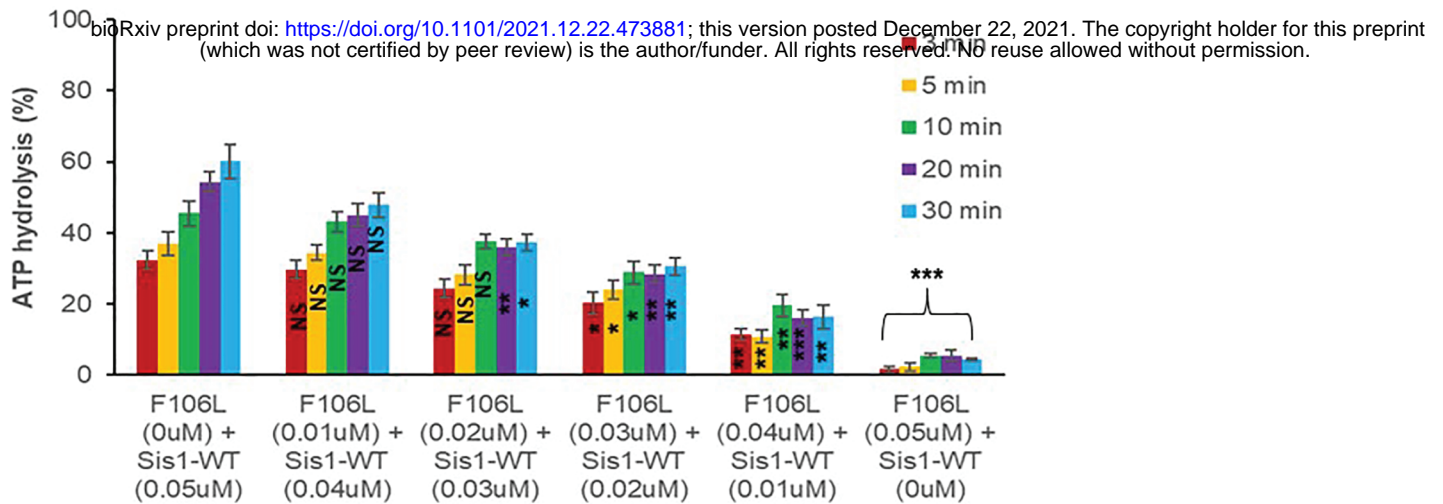 bioRxiv preprint doi: https://doi.org/10.1101/2021.12.22.473881; this version posted December 22, 2021. The copyright holder for this preprint
(which was not certified by peer review) is the author/funder. All rights reserved. No reuse allowed without permission.
100
80
60
40
20
0
ATP hydrolysis (%)
3 min
5 min
10 min
20 min
30 min
NS NS NS NS NS
NS NS NS ** *
* * * ** **
** ** ** *** **
***
F106L
(0uM) +
Sis1-WT
(0.05uM)
F106L
(0.01uM) +
Sis1-WT
(0.04uM)
F106L
(0.02uM) +
Sis1-WT
(0.03uM)
F106L
(0.03uM) +
Sis1-WT
(0.02uM)
F106L
(0.04uM) +
Sis1-WT
(0.01uM)
F106L
(0.05uM) +
Sis1-WT
(0uM)